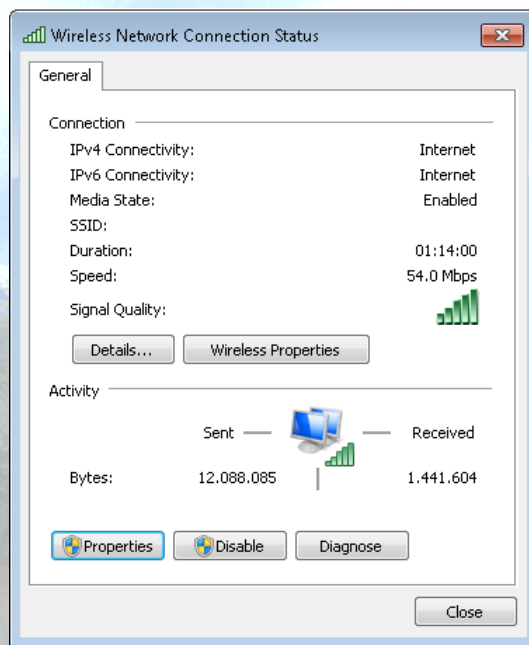 Wireless Network Connection Status
General
Connection
IPv4 Connectivity: Internet
IPv6 Connectivity: Internet
Media State: Enabled
SSID:
Duration: 01:14:00
Speed: 54.0 Mbps
Signal Quality:
Details... Wireless Properties
Activity
Sent Received
Bytes: 12.088.085 1.441.604
Properties Disable Diagnose
Close